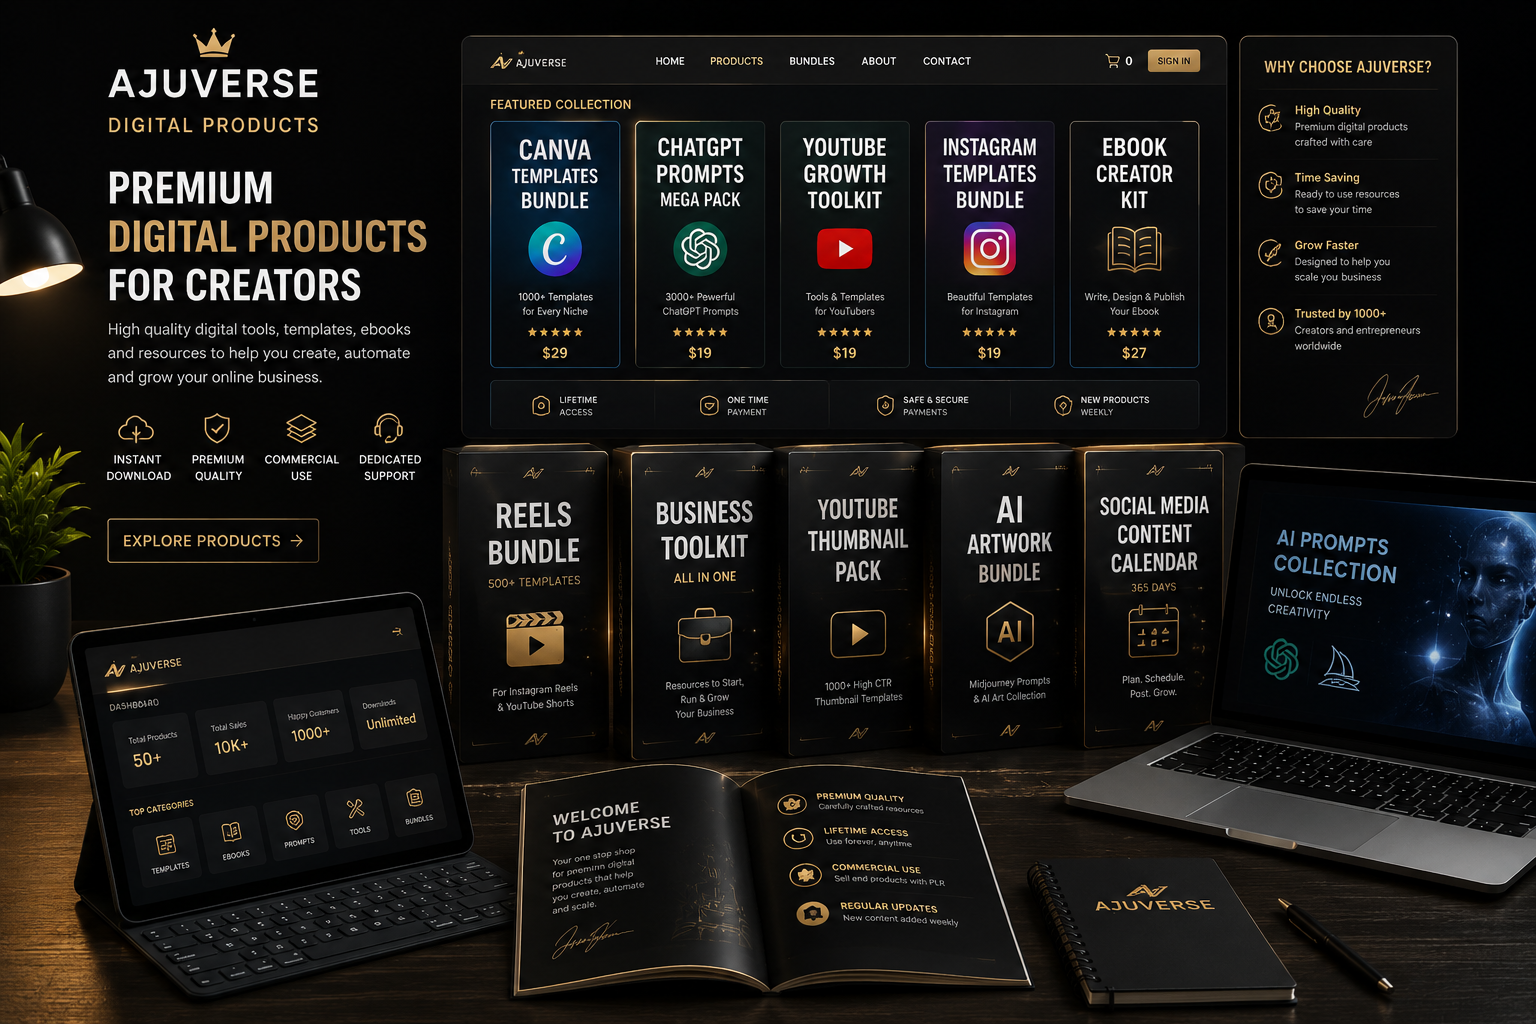 AJUVERSE
DIGITAL PRODUCTS
PREMIUM
DIGITAL PRODUCTS
FOR CREATORS
High quality digital tools, templates, ebooks
and resources to help you create, automate
and grow your online business.
INSTANT
DOWNLOAD
PREMIUM
QUALITY
COMMERCIAL
USE
DEDICATED
SUPPORT
EXPLORE PRODUCTS
AJUVERSE
HOME
PRODUCTS
BUNDLES
ABOUT
CONTACT
0
SIGN IN
FEATURED COLLECTION
CANVA
TEMPLATES
BUNDLE
1000+ Templates
for Every Niche
$29
CHATGPT
PROMPTS
MEGA PACK
3000+ Pewerful
ChatGPT Prompts
$19
YOUTUBE
GROWTH
TOOLKIT
Tools & Templates
for YouTubers
$19
INSTAGRAM
TEMPLATES
BUNDLE
Beautiful Templates
for Instagram
$19
EBOOK
CREATOR
KIT
Write, Design & Publish
Your Ebook
$27
LIFETIME
ACCESS
ONE TIME
PAYMENT
SAFE & SECURE
PAYMENTS
NEW PRODUCTS
WEEKLY
WHY CHOOSE AJUVERSE?
High Quality
Premium digital products
crafted with care
Time Saving
Ready to use resources
to save your time
Grow Faster
Designed to help you
scale you business
Trusted by 1000+
Creators and entrepreneurs
worldwide
REELS
BUNDLE
500+ TEMPLATES
For Instagram Reels
& YouTube Shorts
BUSINESS
TOOLKIT
ALL IN ONE
Resources to Start,
Run & Grow
Your Business
YOUTUBE
THUMBNAIL
PACK
1000+ High CTR
Thumbnail Templates
AI
ARTWORK
BUNDLE
AI
Midjourney Prompts
& AI Art Collection
SOCIAL MEDIA
CONTENT
CALENDAR
365 DAYS
Plan. Schedule.
Post. Grow.
AI PROMPTS
COLLECTION
UNLOCK ENDLESS
CREATIVITY
AJUVERSE
DASHBOARD
Total Products
50+
Total Sales
10K+
Happy Customers
1000+
Downloads
Unlimited
TOP CATEGORIES
TEMPLATES
EBOOKS
PROMPTS
TOOLS
BUNDLES
WELCOME
TO AJUVERSE
Your one stop shop
for premium digital
products that help
you create, automate
and scale.
PREMIUM QUALITY
Carefully crafted resources
LIFETIME ACCESS
Use forever, anytime
COMMERCIAL USE
Sell end products with PLR
REGULAR UPDATES
New content added weekly
AJUVERSE